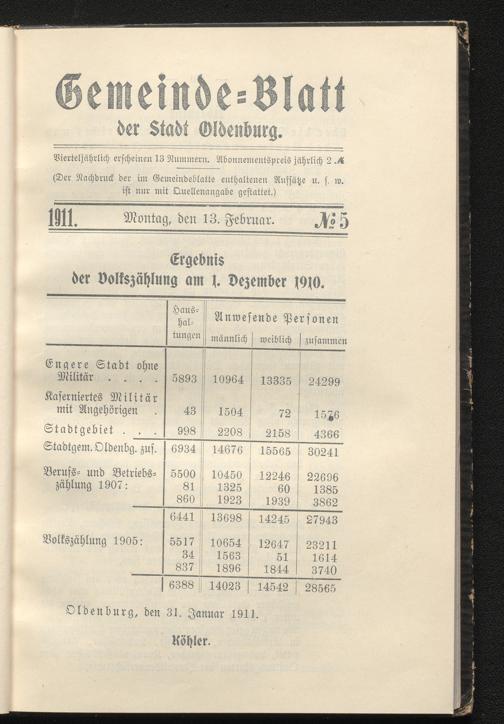 Gemeinde=Blatt
der Stadt Oldenburg.
Vierteljährlich erscheinen 13 Nummern. Abonnementspreis jährlich 2 ℳ
(Der Nachdruck der im Gemeindeblatte enthaltenen Aufsätze u. s. w.
ist nur mit Quellenangabe gestattet.)
1911. Montag, den 13. Februar. № 5
Ergebnis
der Volkszählung am 1. Dezember 1910.
Haus=
hal=
tungen
Anwesende Personen
männlich weiblich zusammen
Engere Stadt ohne
Militär . . . . 5893 10964 13335 24299
Kaserniertes Militär
mit Angehörigen . 43 1504 72 1576
Stadtgebiet . . . 998 2208 2158 4366
Stadtgem. Oldenbg. zus. 6934 14676 15565 30241
Berufs= und Betriebs= 5500 10450 12246 22696
zählung 1907: 81 1325 60 1385
860 1923 1939 3862
6441 13698 14245 27943
Volkszählung 1905: 5517 10654 12647 23211
34 1563 51 1614
837 1896 1844 3740
6388 14023 14542 28565
Oldenburg, den 31. Januar 1911.
Köhler.